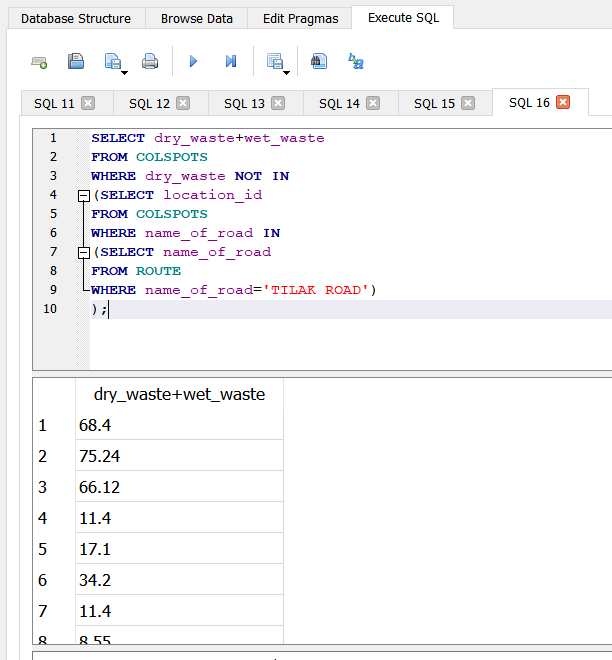 Database Structure Browse Data Edit Pragmas Execute SQL
SQL 11 SQL 12 SQL 13 SQL 14 SQL 15 SQL 16
1 SELECT dry_waste+wet_waste
2 FROM COLSPOTS
3 WHERE dry_waste NOT IN
4 (SELECT location_id
5 FROM COLSPOTS
6 WHERE name_of_road IN
7 (SELECT name_of_road
8 FROM ROUTE
9 WHERE name_of_road='TILAK ROAD')
10 );
dry_waste+wet_waste
1 68.4
2 75.24
3 66.12
4 11.4
5 17.1
6 34.2
7 11.4
8 8.55